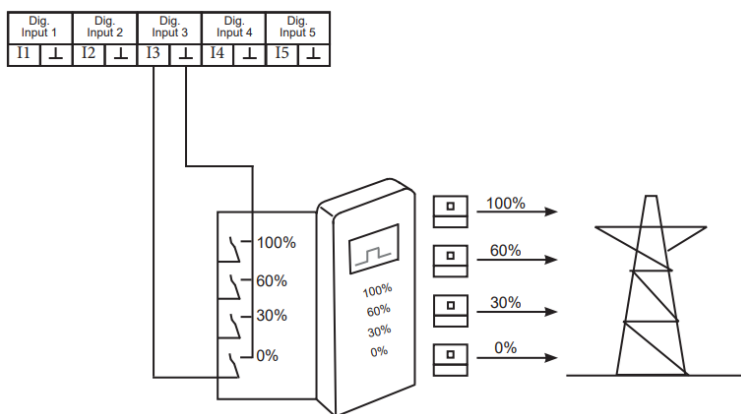 Dig. Input 1
Dig. Input 2
Dig. Input 3
Dig. Input 4
Dig. Input 5
I1 ⊥ I2 ⊥ I3 ⊥ I4 ⊥ I5 ⊥
100%
60%
30%
0%
100%
60%
30%
0%
100%
60%
30%
0%